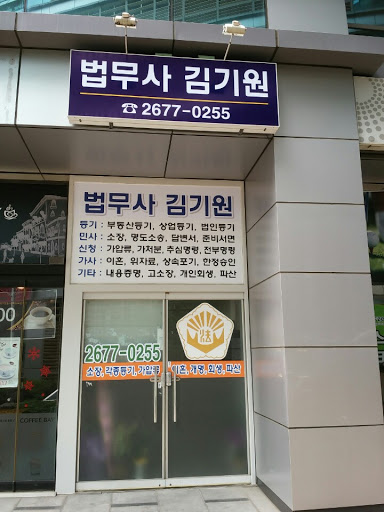 법무사 김기원
☎ 2677-0255
법무사 김기원
등기 : 부동산등기, 상업등기, 법인등기
민사 : 소장, 명도소송, 답변서, 준비서면
신청 : 가압류, 가처분, 추심명령, 전부명령
가사 : 이혼, 위자료, 상속포기, 한정승인
기타 : 내용증명, 고소장, 개인회생, 파산
2677-0255
소장, 각종등기, 가압류 이혼, 개명, 회생, 파산
00
COFFEE BAY